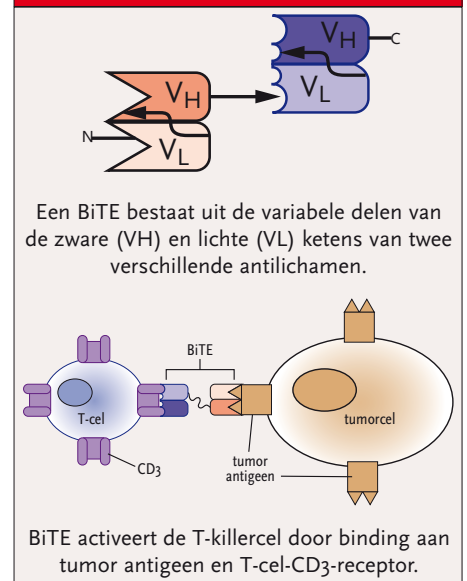 VH
C
VH
VL
N
VL
Een BiTE bestaat uit de variabele delen van
de zware (VH) en lichte (VL) ketens van twee
verschillende antilichamen.
BiTE
T-cel
tumorcel
CD3
tumor
antigeen
BiTE activeert de T-killercel door binding aan
tumor antigeen en T-cel-CD3-receptor.